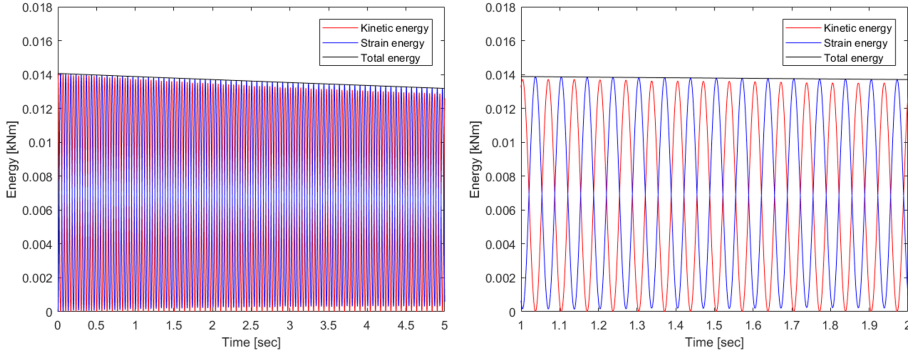 0.018
0.016
0.014
0.012
0.01
0.008
0.006
0.004
0.002
0
Energy [kNm]
0 0.5 1 1.5 2 2.5 3 3.5 4 4.5 5
Time [sec]
Kinetic energy
Strain energy
Total energy
0.018
0.016
0.014
0.012
0.01
0.008
0.006
0.004
0.002
0
Energy [kNm]
1 1.1 1.2 1.3 1.4 1.5 1.6 1.7 1.8 1.9 2
Time [sec]
Kinetic energy
Strain energy
Total energy